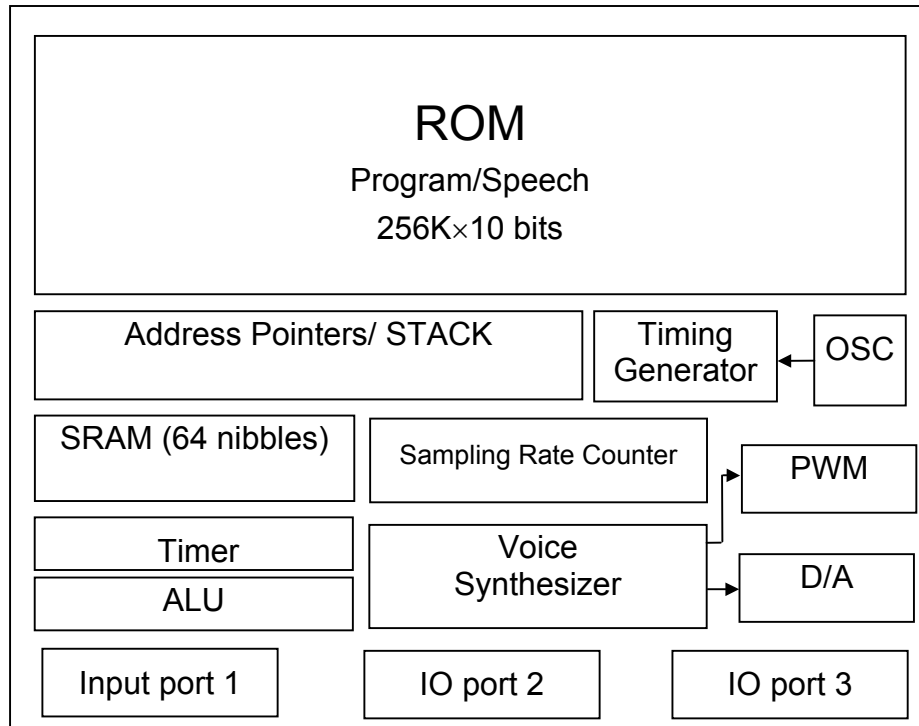 ROM
Program/Speech
256K×10 bits
Address Pointers/ STACK
Timing
Generator
OSC
SRAM (64 nibbles)
Sampling Rate Counter
PWM
Timer
Voice
Synthesizer
D/A
ALU
Input port 1
IO port 2
IO port 3